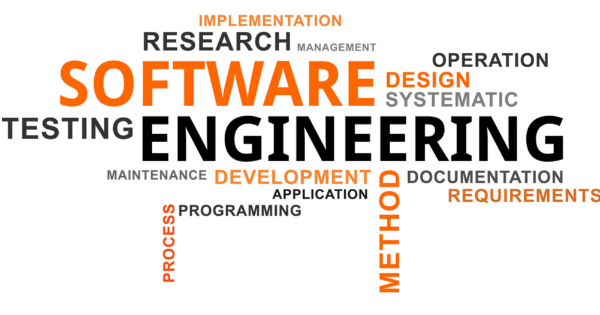 IMPLEMENTATION
RESEARCH MANAGEMENT
OPERATION
SOFTWARE DESIGN
SYSTEMATIC
TESTING ENGINEERING
MAINTENANCE DEVELOPMENT DOCUMENTATION
APPLICATION REQUIREMENTS
PROGRAMMING
PROCESS
METHOD